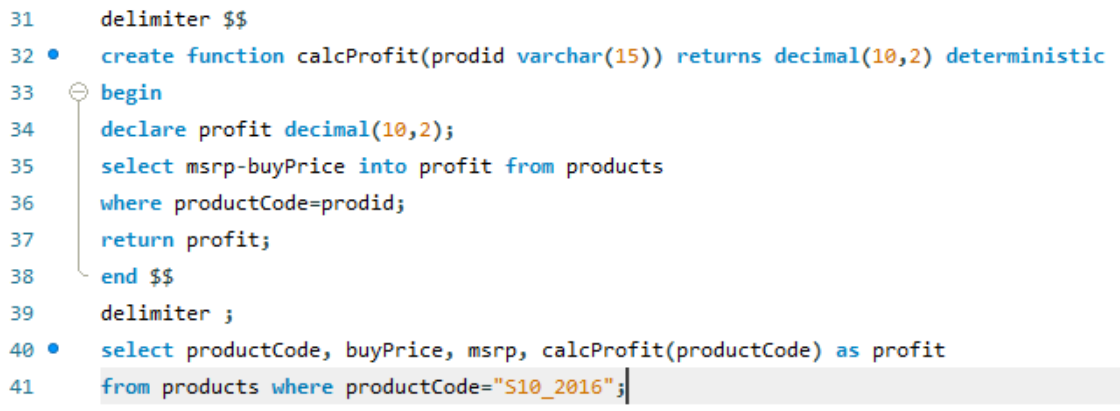 31 delimiter $$
32 create function calcProfit(prodid varchar(15)) returns decimal(10,2) deterministic
33 begin
34 declare profit decimal(10,2);
35 select msrp-buyPrice into profit from products
36 where productCode=prodid;
37 return profit;
38 end $$
39 delimiter ;
40 select productCode, buyPrice, msrp, calcProfit(productCode) as profit
41 from products where productCode="S10_2016";